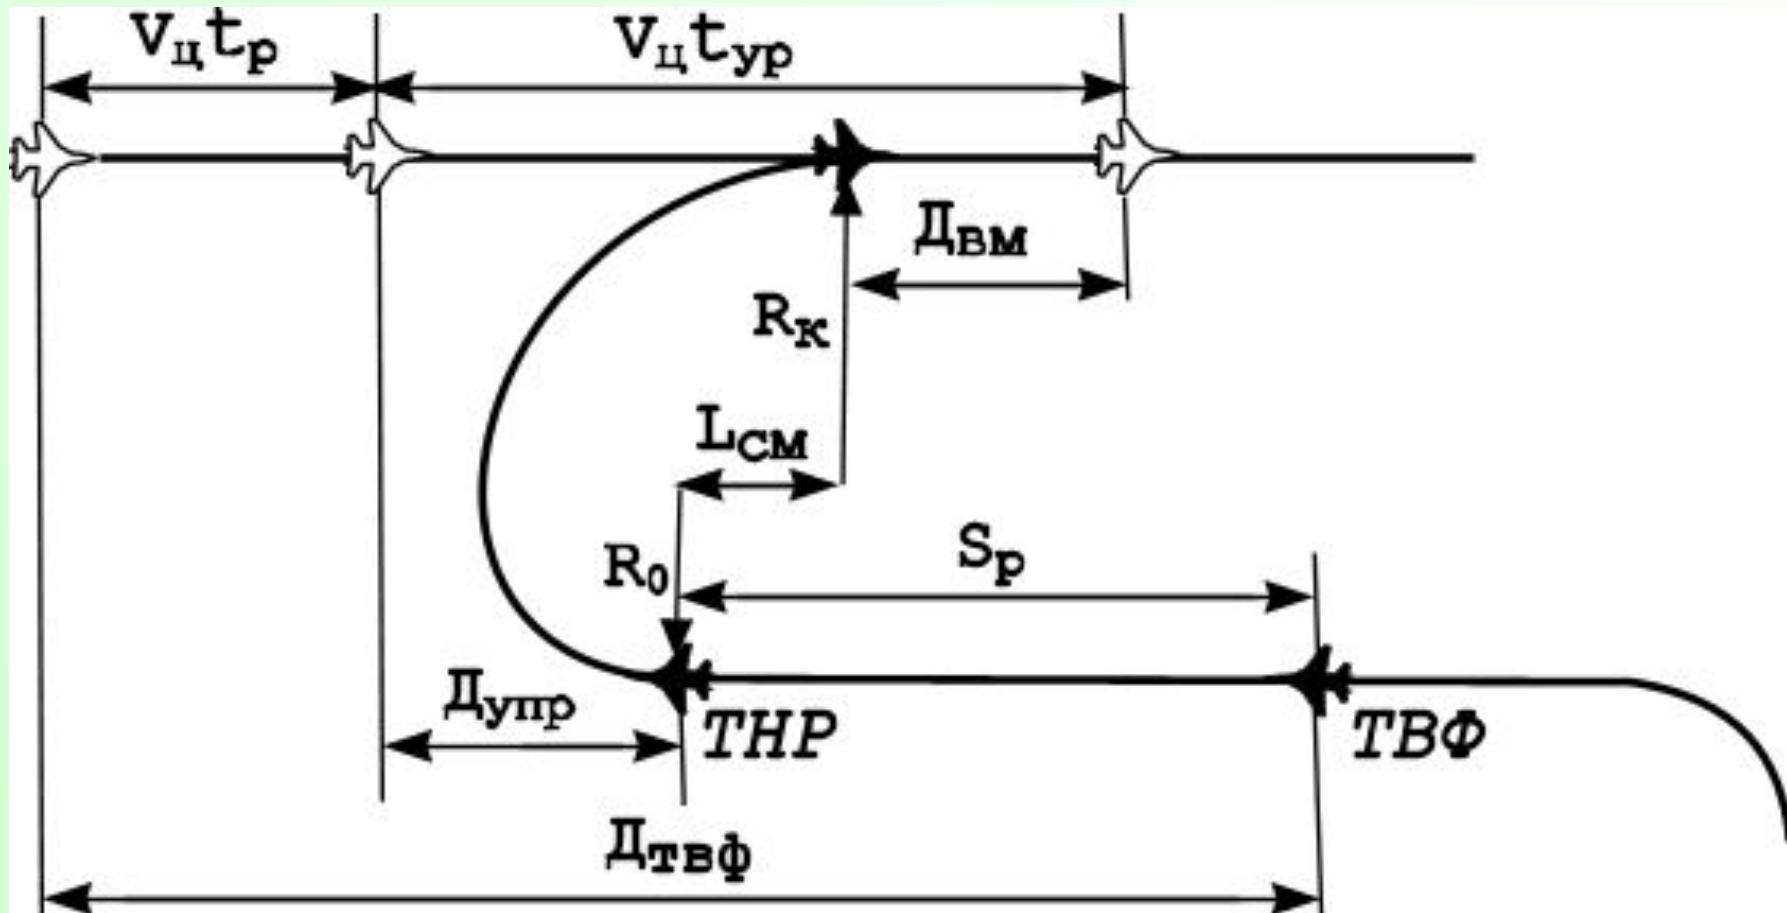 Vцtр
Vцtур
Двм
Rк
Lсм
R0
Sр
Дупр
ТНР
ТВФ
Дтвф